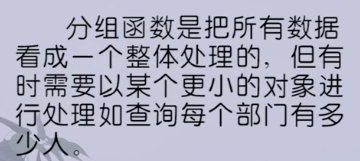 分组函数是把所有数据
看成一个整体处理的，但有
时需要以某个更小的对象进
行处理如查询每个部门有多
少人。